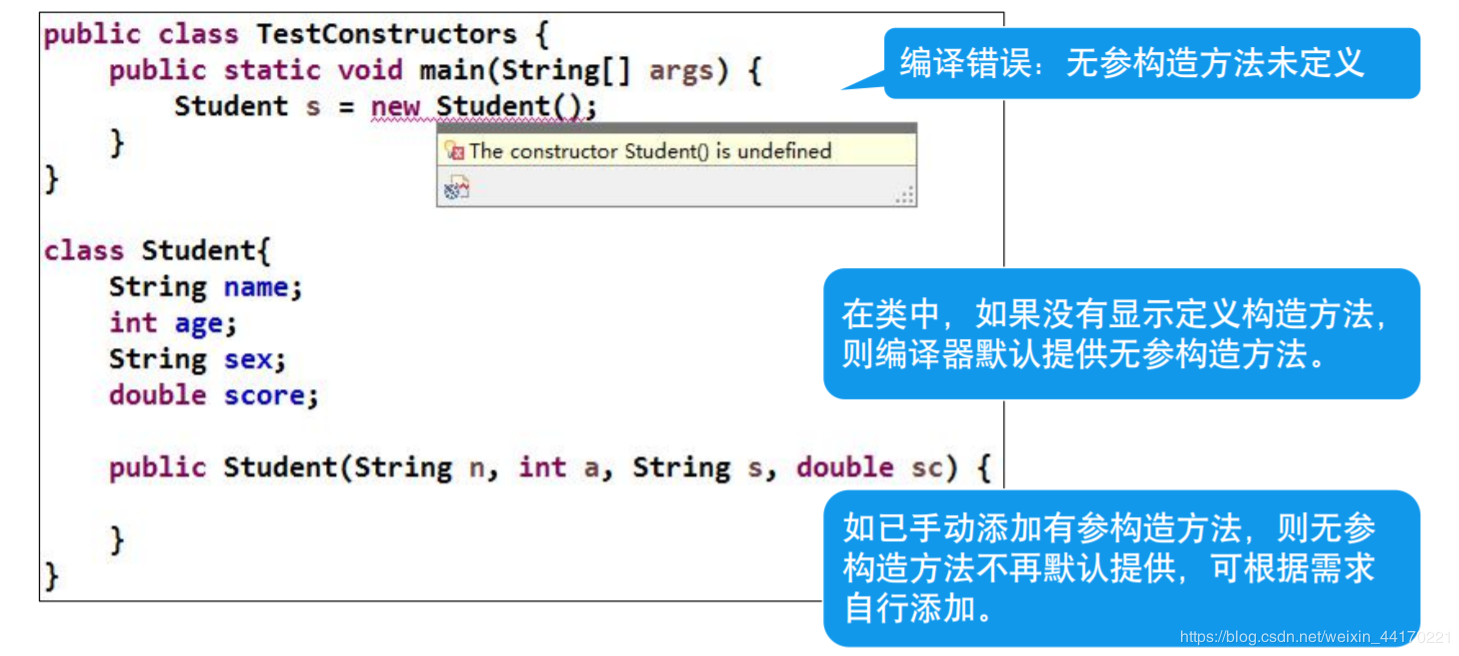 public class TestConstructors {
public static void main(String[] args) {
Student s = new Student();
}
}
The constructor Student() is undefined
编译错误：无参构造方法未定义
class Student{
String name;
int age;
String sex;
double score;
public Student(String n, int a, String s, double sc) {
}
}
在类中，如果没有显示定义构造方法，
则编译器默认提供无参构造方法。
如已手动添加有参构造方法，则无参
构造方法不再默认提供，可根据需求
自行添加。
https://blog.csdn.net/weixin_44170221